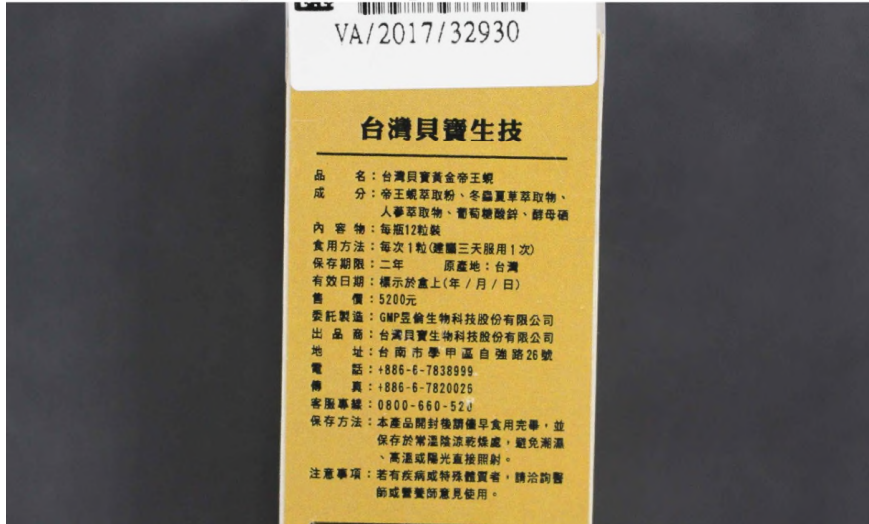 VA/2017/32930
台灣貝寶生技
品 名：台灣貝寶黃金帝王蜆
成 分：帝王蜆萃取粉、冬蟲夏草萃取物、
人蔘萃取物、葡萄糖酸鋅、酵母硒
內 容 物：每瓶12粒裝
食用方法：每次1粒(建議三天服用1次)
保存期限：二年 原產地：台灣
有效日期：標示於盒上(年/月/日)
售 價：5200元
委託製造：GMP昱倫生物科技股份有限公司
出 品 商：台灣貝寶生物科技股份有限公司
地 址：台南市學甲區自強路26號
電 話：+886-6-7838999
傳 真：+886-6-7820026
客服專線：0800-660-520
保存方法：本產品開封後請儘早食用完畢，並
保存於常溫陰涼乾燥處，避免潮濕
、高溫或陽光直接照射。
注意事項：若有疾病或特殊體質者，請洽詢醫
師或營養師意見使用。